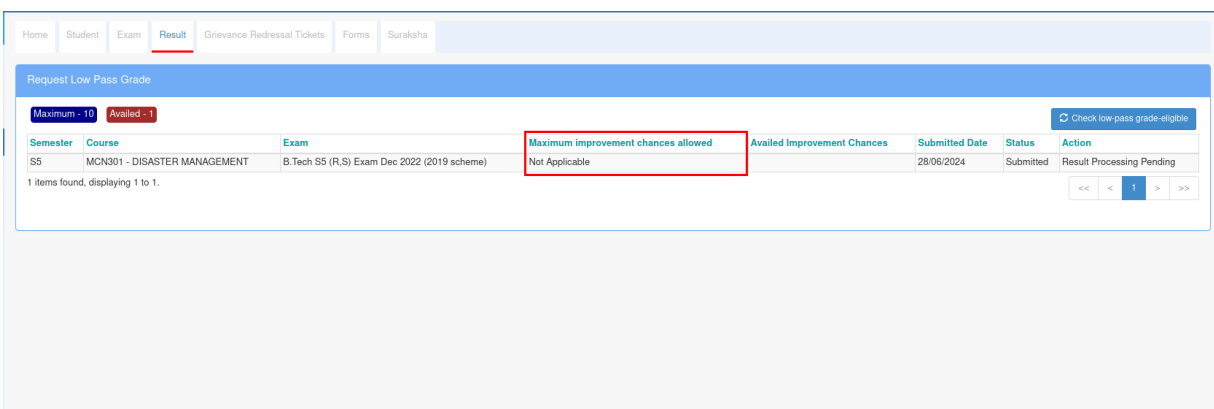 Home Student Exam Result Grievance Redressal Tickets Forms Suraksha
Request Low Pass Grade
Maximum - 10 Availed - 1
Check low-pass grade-eligible
Semester Course Exam Maximum improvement chances allowed Availed Improvement Chances Submitted Date Status Action
S5 MCN301 - DISASTER MANAGEMENT B.Tech S5 (R,S) Exam Dec 2022 (2019 scheme) Not Applicable 28/06/2024 Submitted Result Processing Pending
1 items found, displaying 1 to 1.
<< < 1 > >>